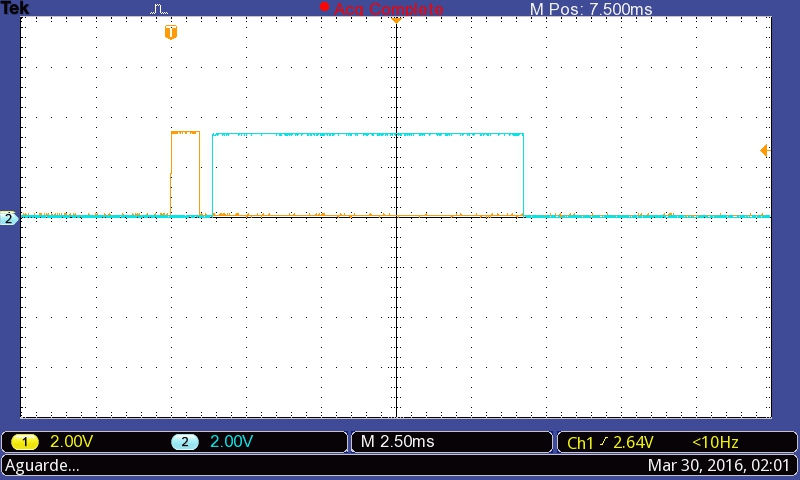 Tek Acq Complete M Pos: 7.500ms
T
2
1 2.00V 2 2.00V M 2.50ms Ch1 2.64V <10Hz
Aguarde... Mar 30, 2016, 02:01